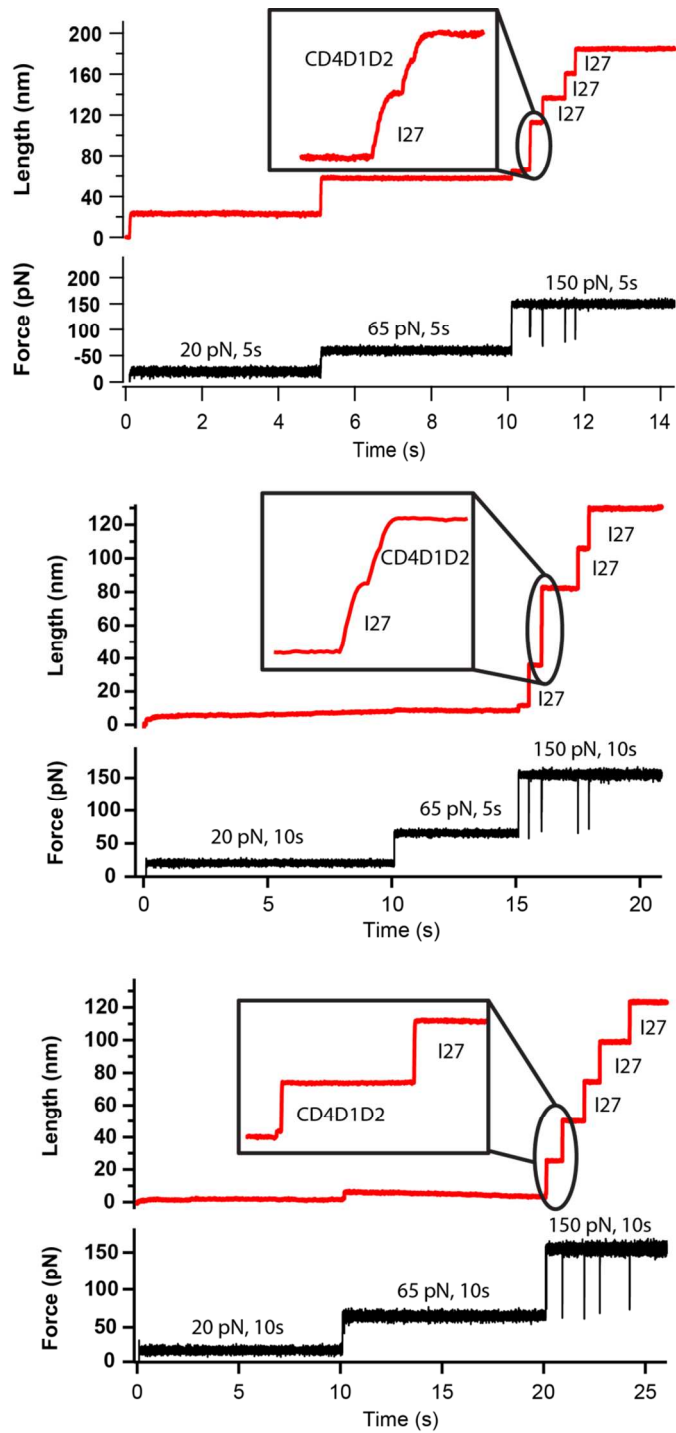 200
160
120
80
40
0
Length (nm)
CD4D1D2
I27
I27
I27
I27
200
150
100
-50
0
Force (pN)
20 pN, 5s
65 pN, 5s
150 pN, 5s
0 2 4 6 8 10 12 14
Time (s)
120
100
80
60
40
20
0
Length (nm)
CD4D1D2
I27
I27
I27
I27
150
100
50
0
Force (pN)
20 pN, 10s
65 pN, 5s
150 pN, 10s
0 5 10 15 20
Time (s)
120
100
80
60
40
20
0
Length (nm)
I27
CD4D1D2
I27
I27
I27
150
100
50
0
Force (pN)
20 pN, 10s
65 pN, 10s
150 pN, 10s
0 5 10 15 20 25
Time (s)